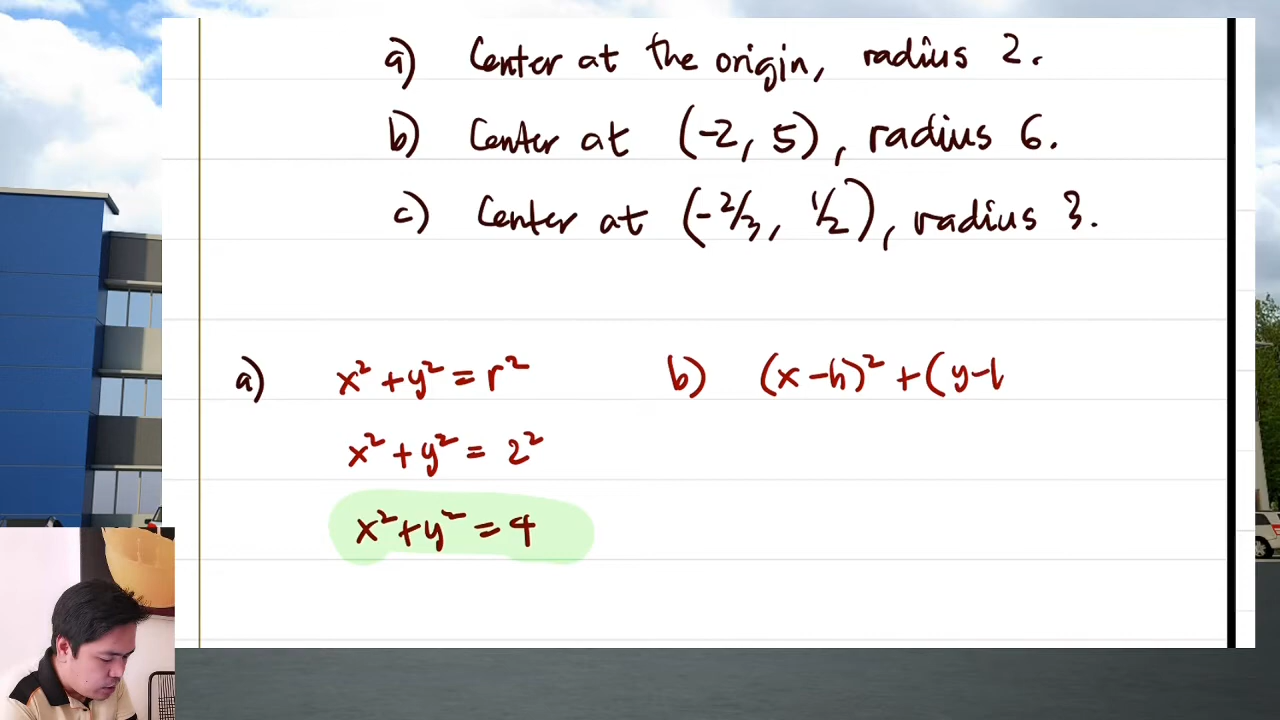 a) Center at the origin, radius 2.
b) Center at (-2, 5), radius 6.
c) Center at (-2/3, 1/2), radius 3.
a) x² + y² = r²
b) (x-h)² + (y-
x² + y² = 2²
x² + y² = 4